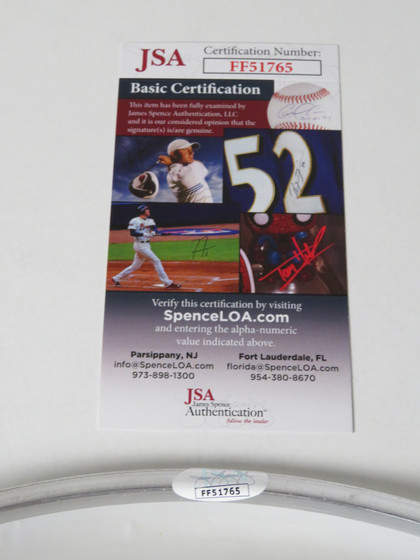 JSA
Certification Number:
FF51765
Basic Certification
This item has been fully examined by
James Spence Authentication, LLC
and it is our considered opinion that the
signature(s) is/are genuine.
52
Verify this certification by visiting
SpenceLOA.com
and entering the alpha-numeric
value indicated above.
Parsippany, NJ
info@SpenceLOA.com
973-898-1300
Fort Lauderdale, FL
florida@SpenceLOA.com
954-380-8670
JSA
James Spence
Authentication
follow the leader
FF51765